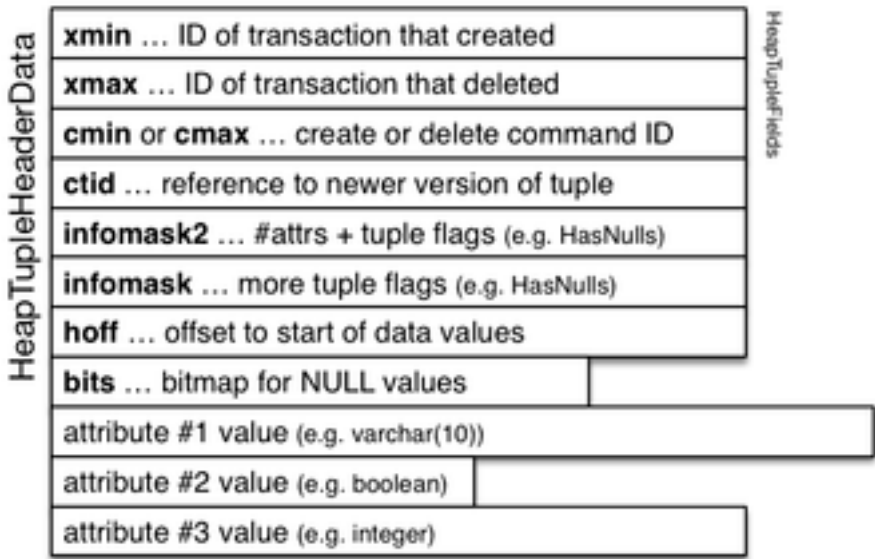 HeapTupleHeaderData
HeapTupleFields
xmin ... ID of transaction that created
xmax ... ID of transaction that deleted
cmin or cmax ... create or delete command ID
ctid ... reference to newer version of tuple
infomask2 ... #attrs + tuple flags (e.g. HasNulls)
infomask ... more tuple flags (e.g. HasNulls)
hoff ... offset to start of data values
bits ... bitmap for NULL values
attribute #1 value (e.g. varchar(10))
attribute #2 value (e.g. boolean)
attribute #3 value (e.g. integer)